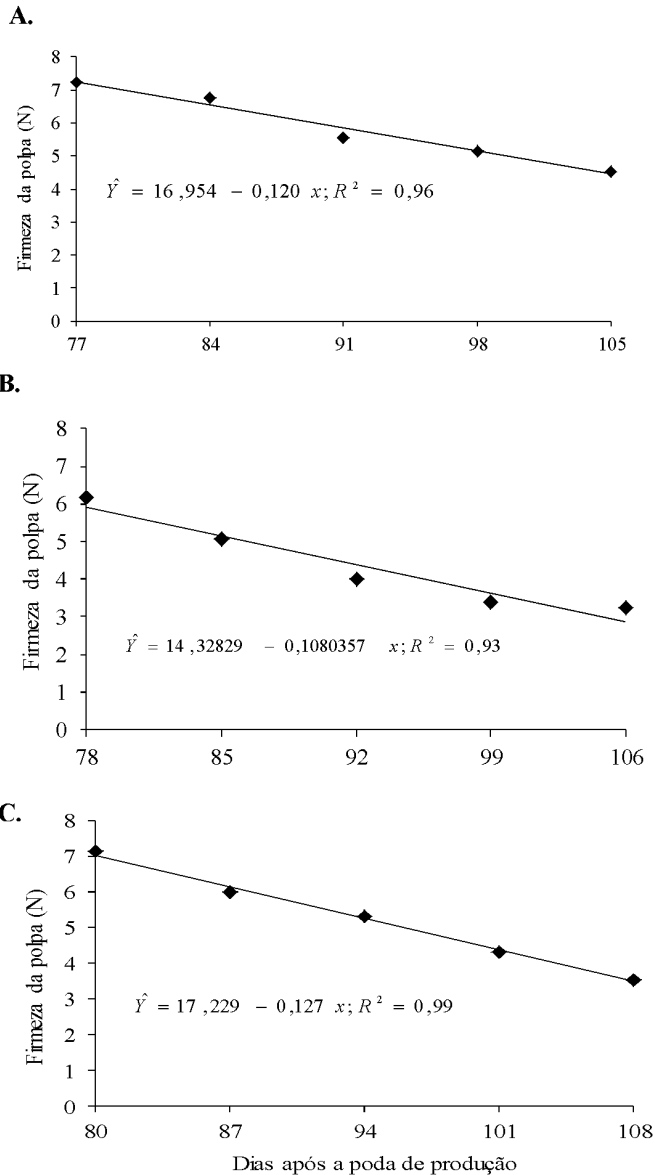 A.
Firmeza da polpa (N)
8
7
6
5
4
3
2
1
0
Ŷ = 16 ,954 − 0,120 x; R² = 0,96
77 84 91 98 105
B.
Firmeza da polpa (N)
8
7
6
5
4
3
2
1
0
Ŷ = 14 ,32829 − 0,1080357 x; R² = 0,93
78 85 92 99 106
C.
Firmeza da polpa (N)
8
7
6
5
4
3
2
1
0
Ŷ = 17 ,229 − 0,127 x; R² = 0,99
80 87 94 101 108
Dias após a poda de produção